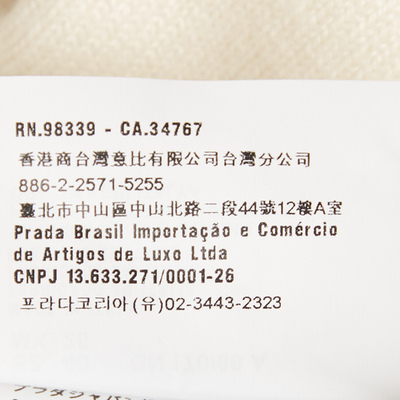 RN.98339 - CA.34767
香港商台灣意比有限公司台灣分公司
886-2-2571-5255
臺北市中山區中山北路二段44號12樓A室
Prada Brasil Importação e Comércio
de Artigos de Luxo Ltda
CNPJ 13.633.271/0001-26
프라다코리아(유)02-3443-2323